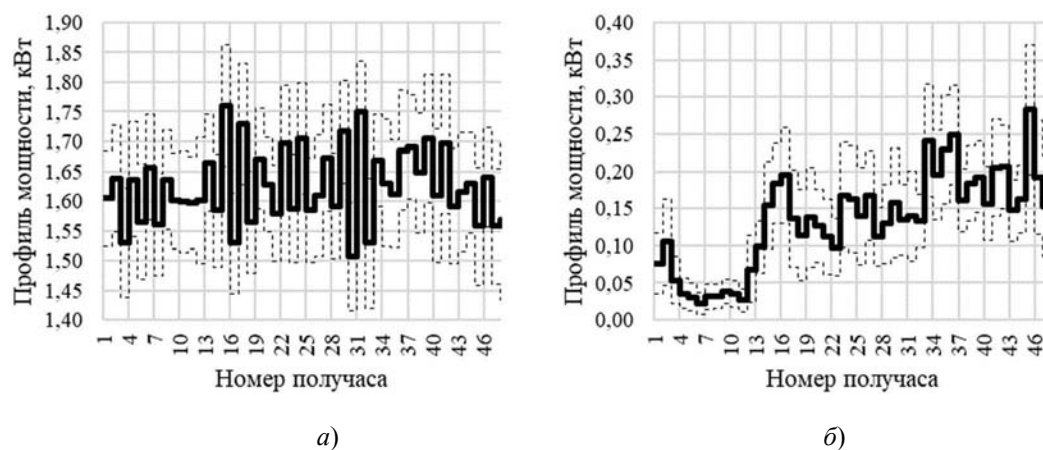 Профиль мощности, кВт
1,90
1,85
1,80
1,75
1,70
1,65
1,60
1,55
1,50
1,45
1,40
1 4 7 10 13 16 19 22 25 28 31 34 37 40 43 46
Номер получаса
а)
Профиль мощности, кВт
0,40
0,35
0,30
0,25
0,20
0,15
0,10
0,05
0,00
1 4 7 10 13 16 19 22 25 28 31 34 37 40 43 46
Номер получаса
б)